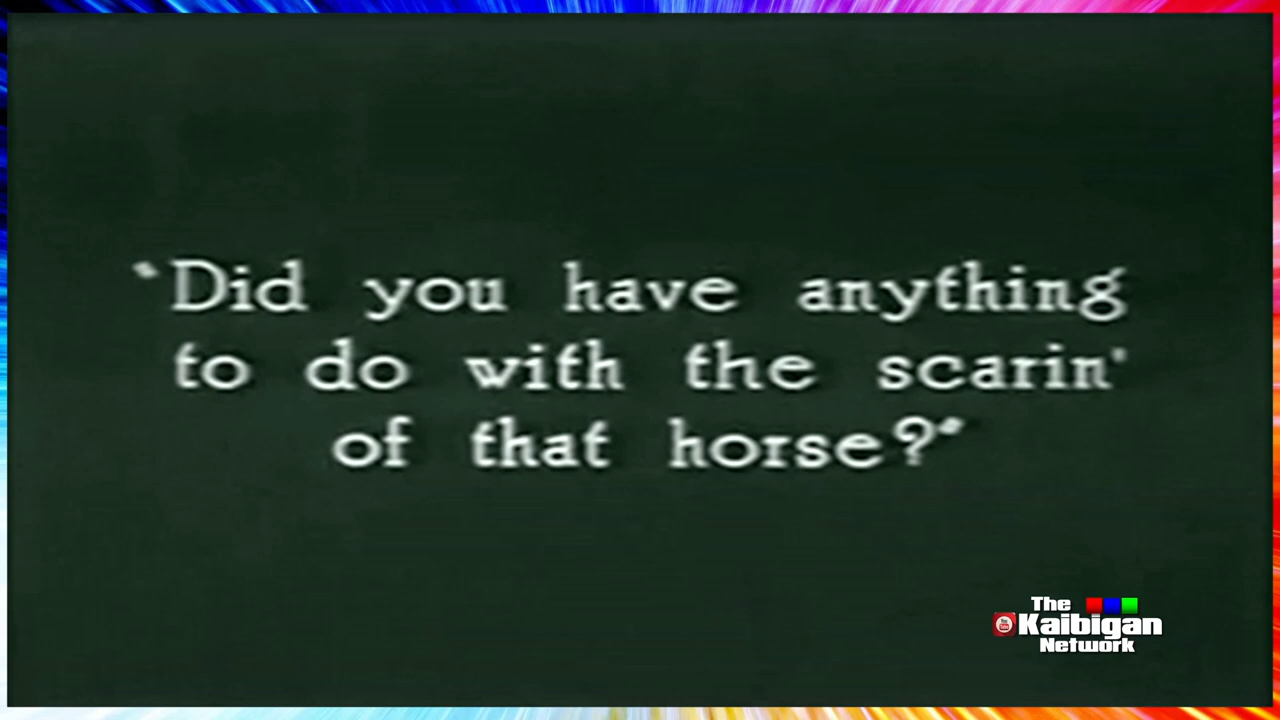 "Did you have anything
to do with the scarin'
of that horse?"
The
Kaibigan
Network